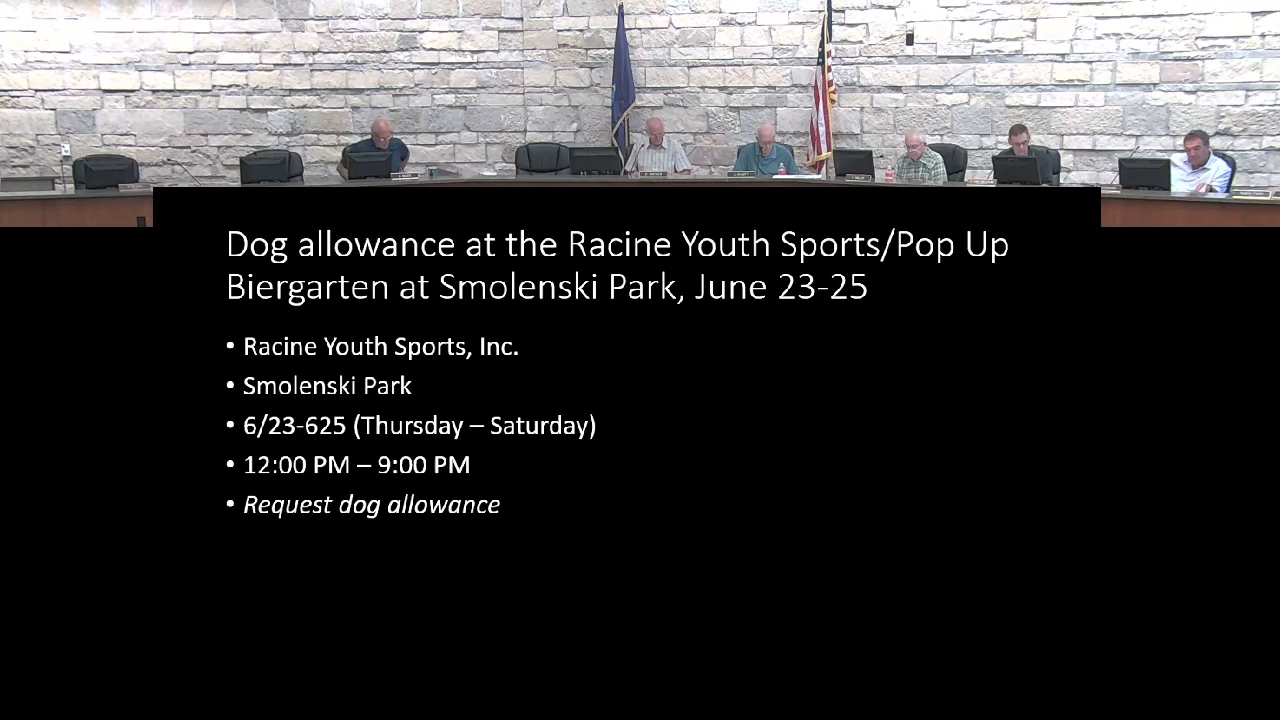 Dog allowance at the Racine Youth Sports/Pop Up
Biergarten at Smolenski Park, June 23-25
• Racine Youth Sports, Inc.
• Smolenski Park
• 6/23-625 (Thursday – Saturday)
• 12:00 PM – 9:00 PM
• Request dog allowance